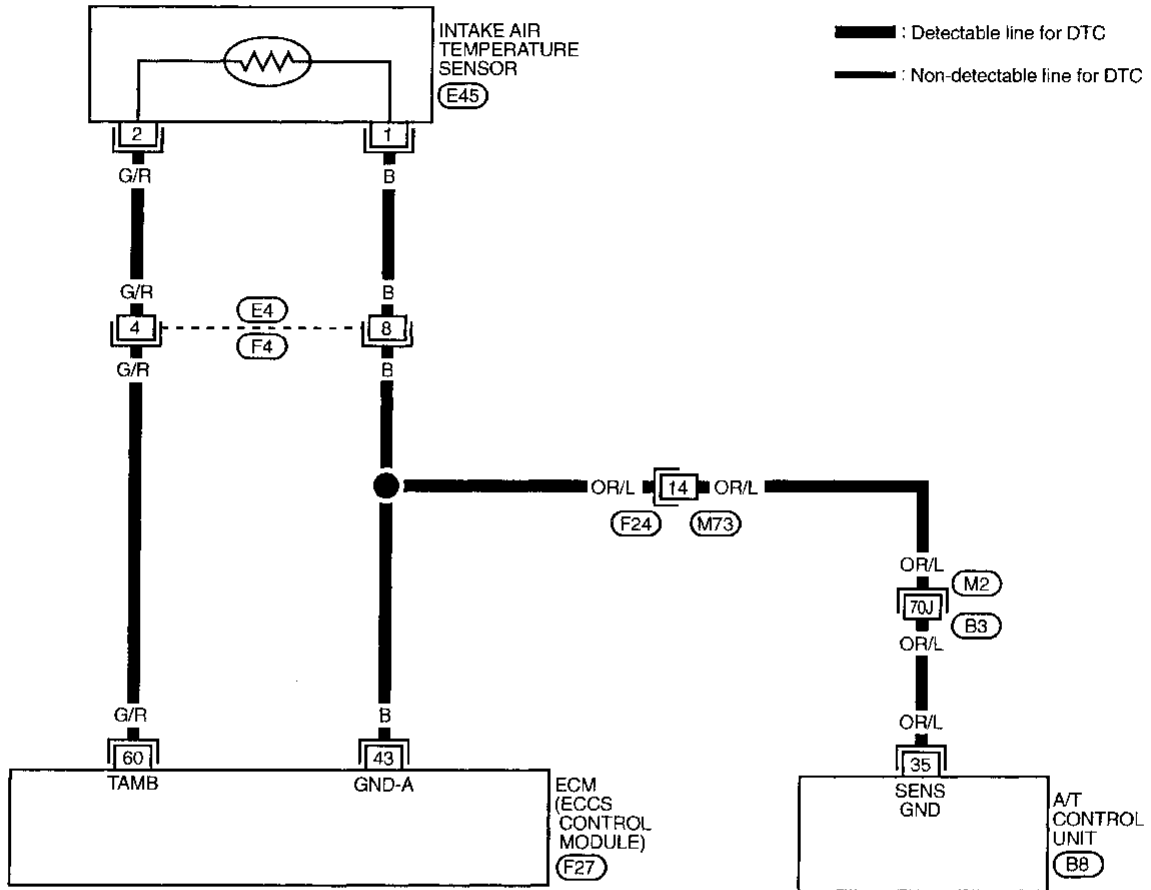 INTAKE AIR
TEMPERATURE
SENSOR
E45
: Detectable line for DTC
: Non-detectable line for DTC
2
1
G/R
B
G/R
B
E4
4
8
F4
G/R
B
OR/L
14
OR/L
F24
M73
OR/L
M2
70J
B3
OR/L
G/R
B
OR/L
60
43
35
TAMB
GND-A
ECM
(ECCS
CONTROL
MODULE)
F27
SENS
GND
A/T
CONTROL
UNIT
B8